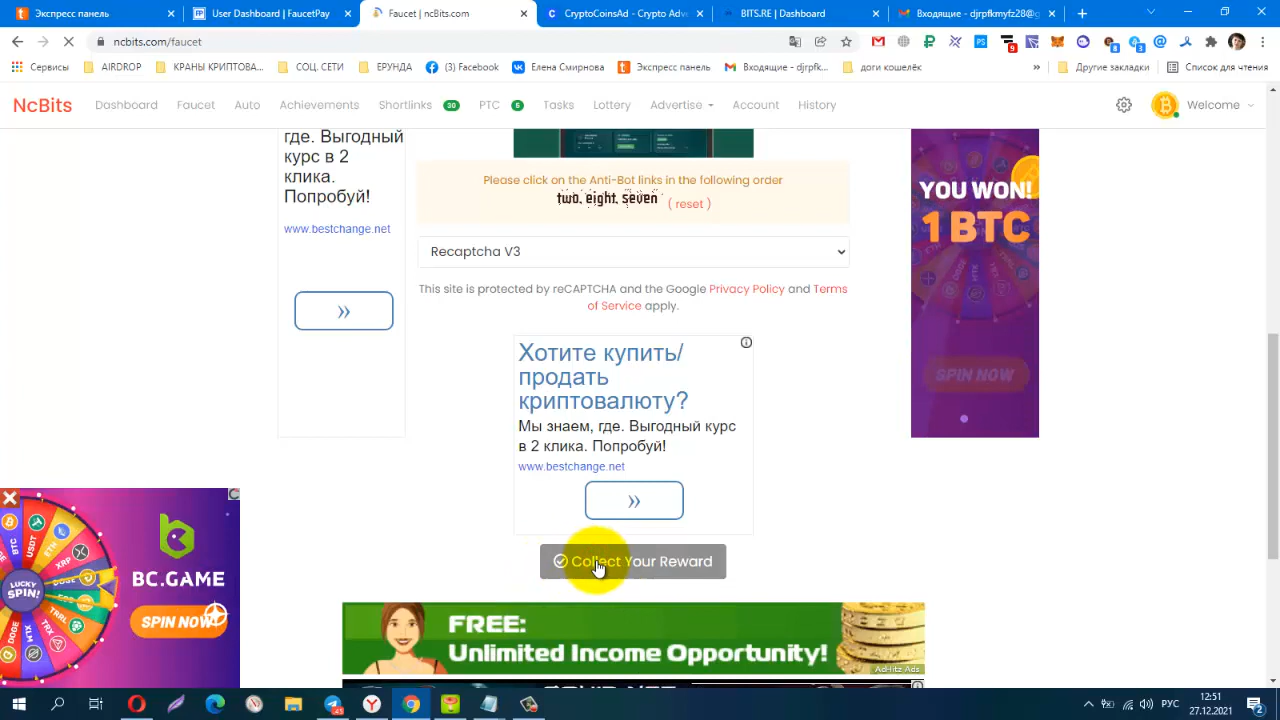 Экспресс панель
User Dashboard | FaucetPay
Faucet | ncBits.com
CryptoCoinsAd - Crypto Adve
BITS.RE | Dashboard
Входящие - djrpfkmyfz28@g
ncbits.com/faucet
Сервисы
AIRDROP
КРАНЫ КРИПТОВА...
СОЦ. СЕТИ
ЕРУНДА
(3) Facebook
Елена Смирнова
Экспресс панель
Входящие - djrpfk...
доги кошелёк
»
Другие закладки
Список для чтения
NcBits
Dashboard
Faucet
Auto
Achievements
Shortlinks 30
PTC 5
Tasks
Lottery
Advertise
Account
History
Welcome
где. Выгодный
курс в 2
клика.
Попробуй!
www.bestchange.net
»
Please click on the Anti-Bot links in the following order
two, eight, seven ( reset )
Recaptcha V3
This site is protected by reCAPTCHA and the Google Privacy Policy and Terms
of Service apply.
Хотите купить/
продать
криптовалюту?
Мы знаем, где. Выгодный курс
в 2 клика. Попробуй!
www.bestchange.net
»
Collect Your Reward
YOU WON!
1 BTC
SPIN NOW
LUCKY
SPIN!
BC.GAME
SPIN NOW
FREE:
Unlimited Income Opportunity!
AdHitz Ads
РУС
12:51
27.12.2021